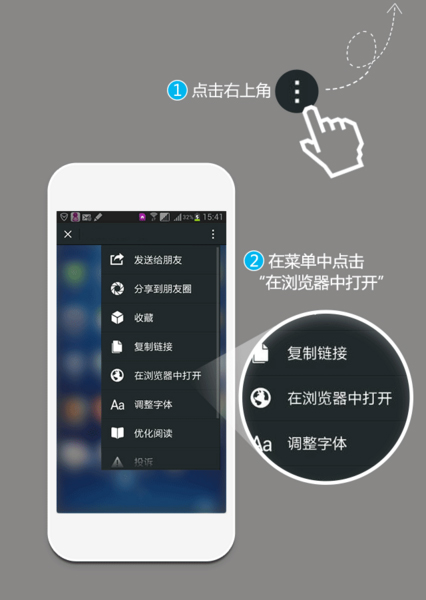 1 点击右上角
32% 15:41
发送给朋友
分享到朋友圈
收藏
复制链接
在浏览器中打开
Aa 调整字体
优化阅读
投诉
2 在菜单中点击
“在浏览器中打开”
复制链接
在浏览器中打开
Aa 调整字体